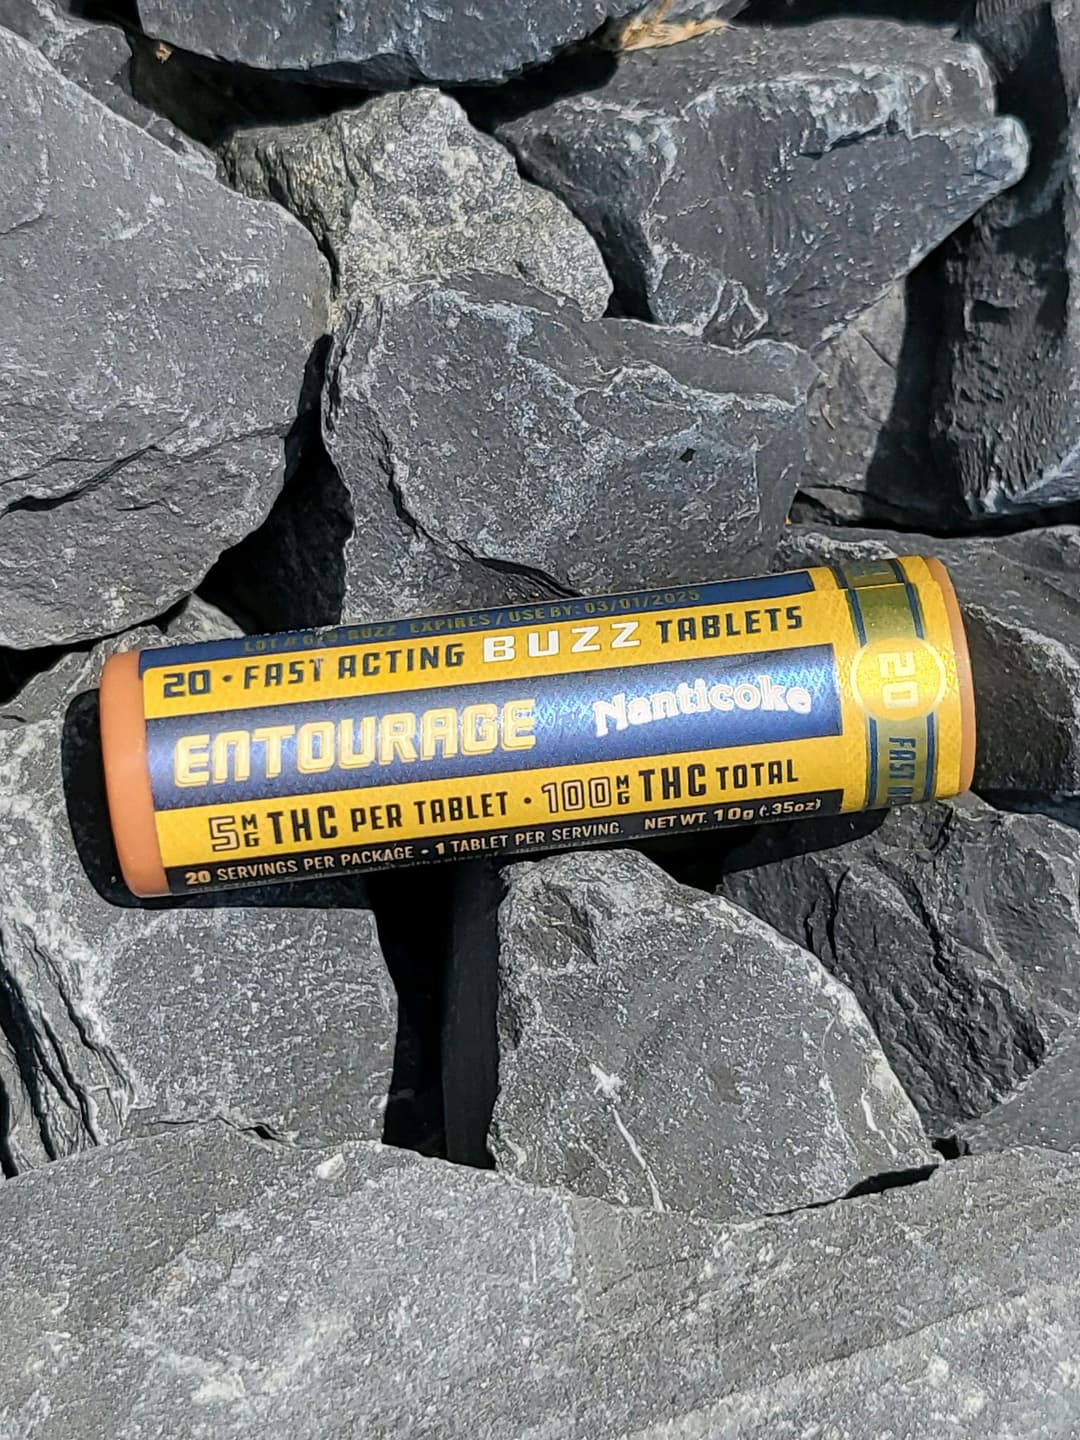 EXPIRES / USE BY: 03/01/2025
20 · FAST ACTING BUZZ TABLETS
ENTOURAGE Nanticoke
5MG THC PER TABLET · 100MG THC TOTAL
20 SERVINGS PER PACKAGE · 1 TABLET PER SERVING. NET WT. 10g (.35oz)
20
FAST